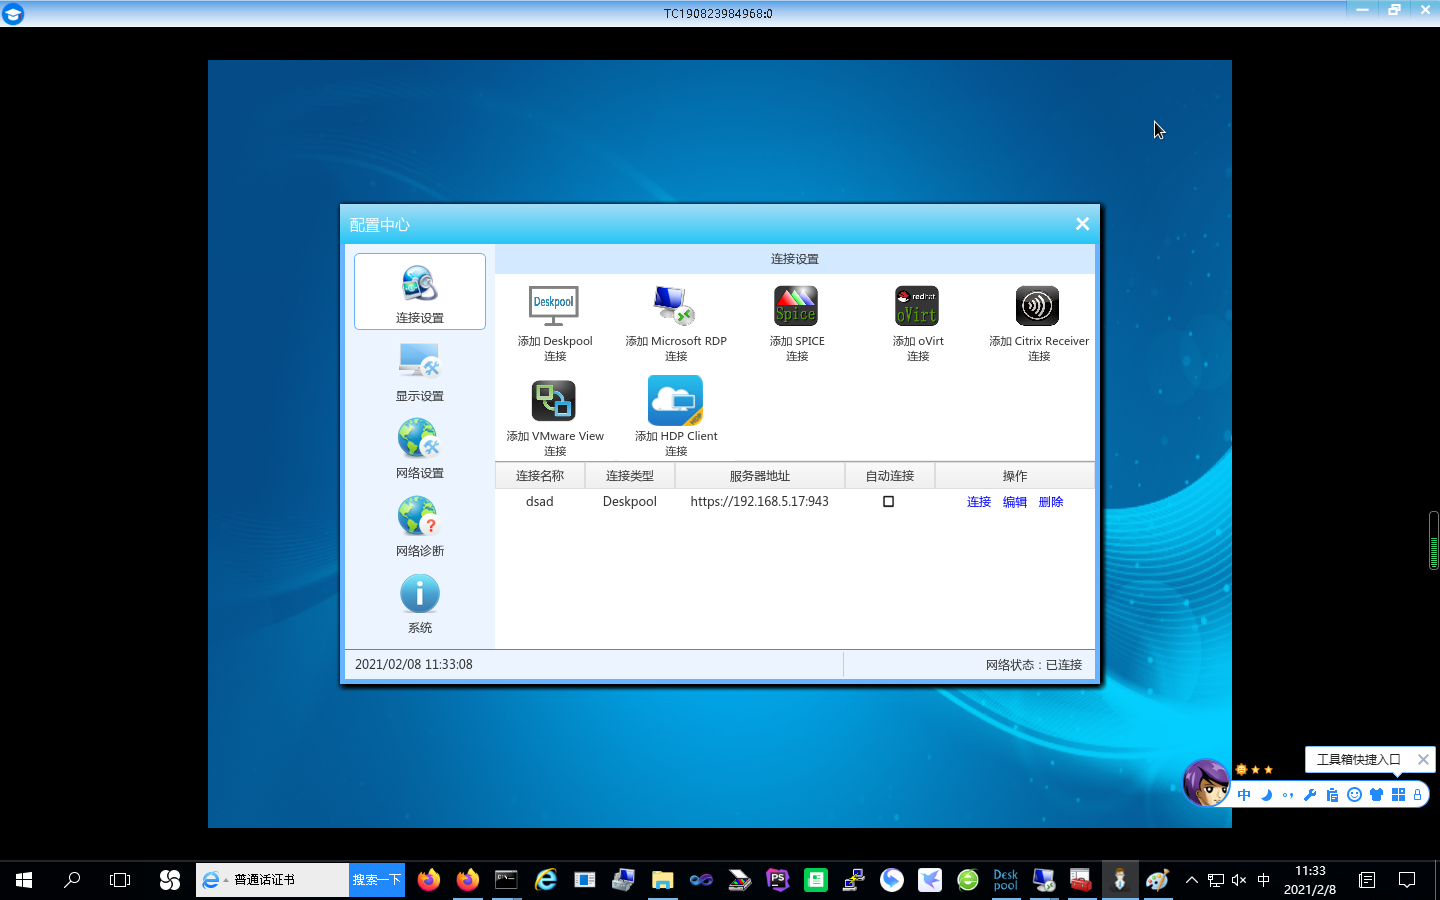 TC190823984968:0
配置中心
连接设置
显示设置
网络设置
网络诊断
系统
连接设置
Deskpool
添加 Deskpool
连接
添加 Microsoft RDP
连接
Spice
添加 SPICE
连接
redhat
oVirt
添加 oVirt
连接
添加 Citrix Receiver
连接
添加 VMware View
连接
添加 HDP Client
连接
连接名称 连接类型 服务器地址 自动连接 操作
dsad Deskpool https://192.168.5.17:943 连接 编辑 删除
2021/02/08 11:33:08
网络状态：已连接
工具箱快捷入口
中
普通话证书
搜索一下
PS
Desk
pool
中
11:33
2021/2/8